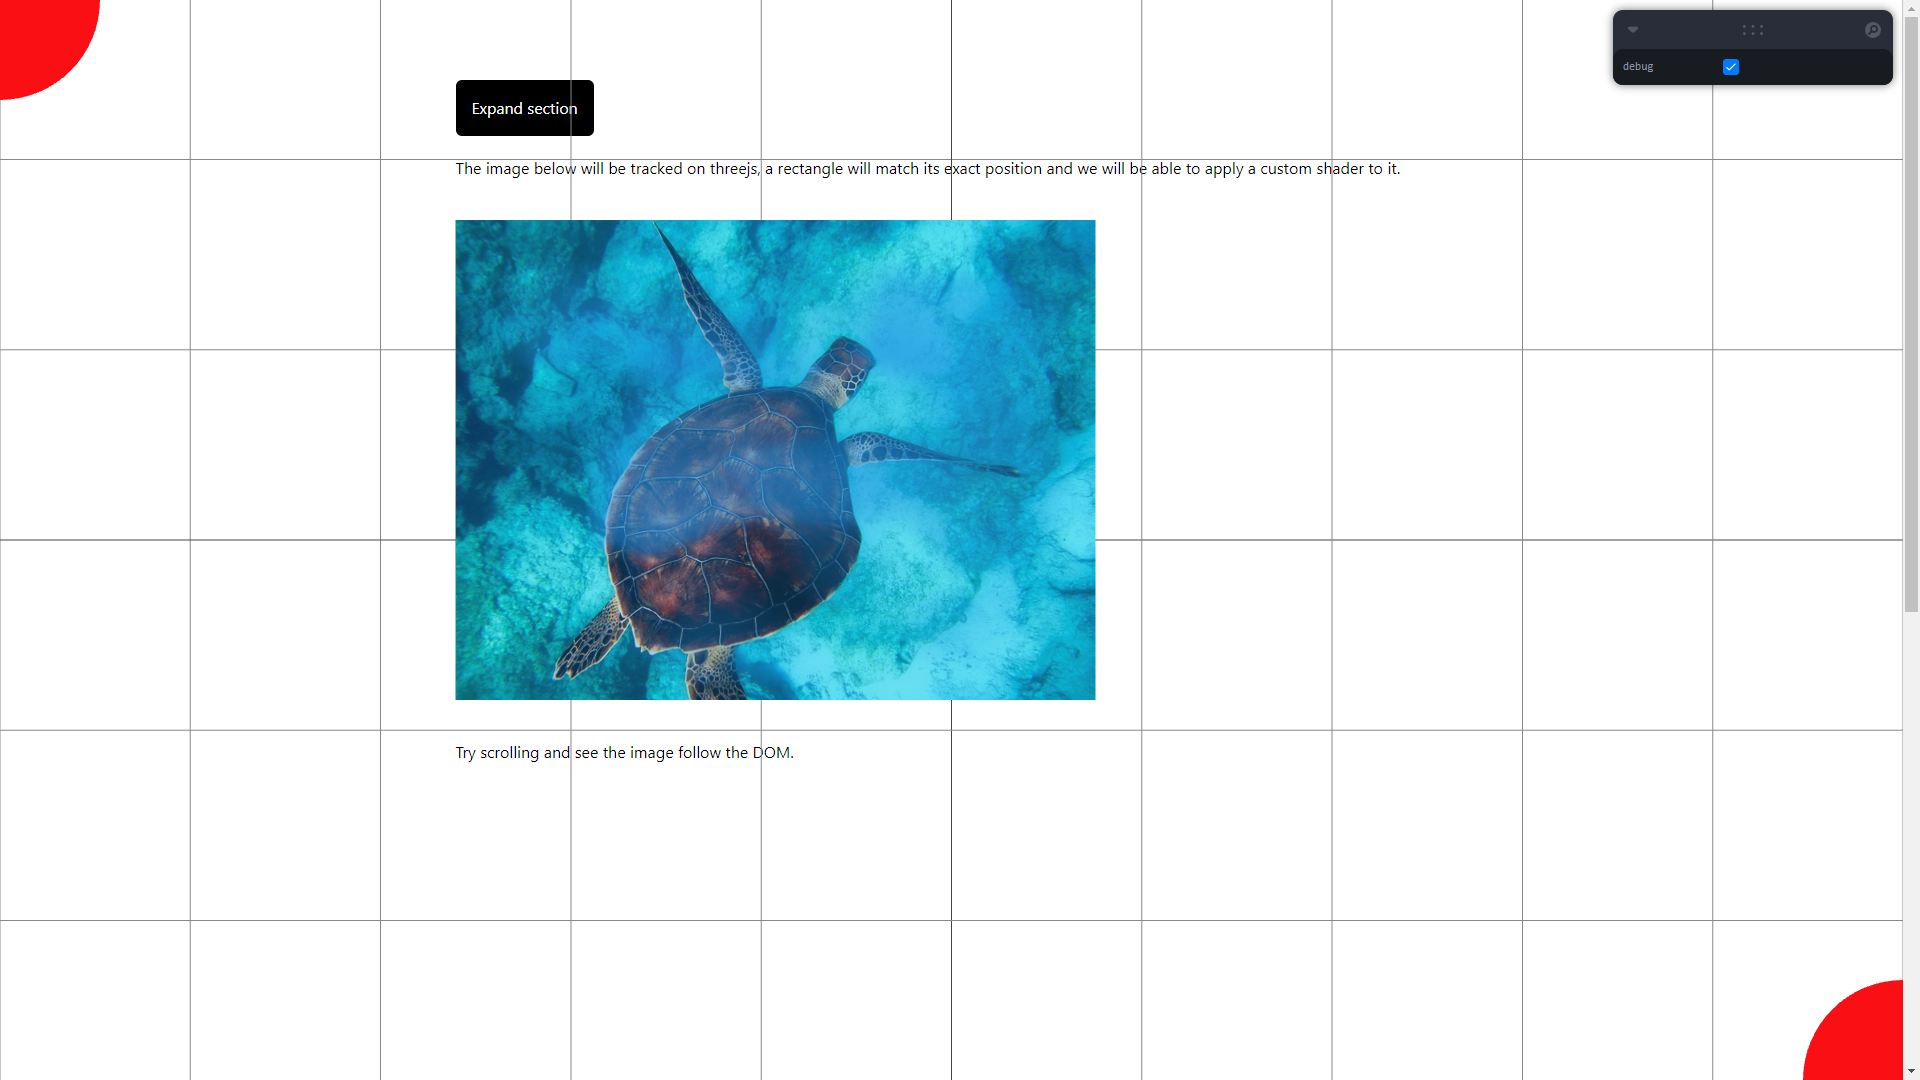 debug
Expand section
The image below will be tracked on threejs, a rectangle will match its exact position and we will be able to apply a custom shader to it.
Try scrolling and see the image follow the DOM.